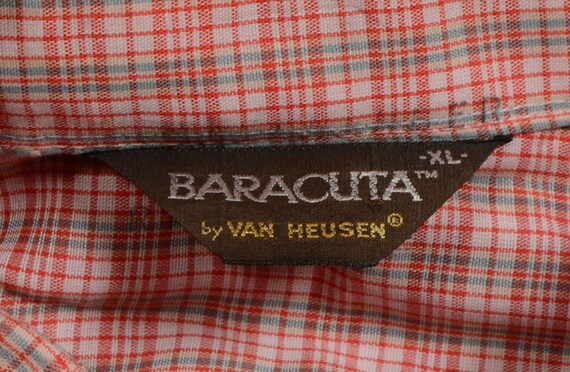 -XL-
BARACUTA™
by VAN HEUSEN®